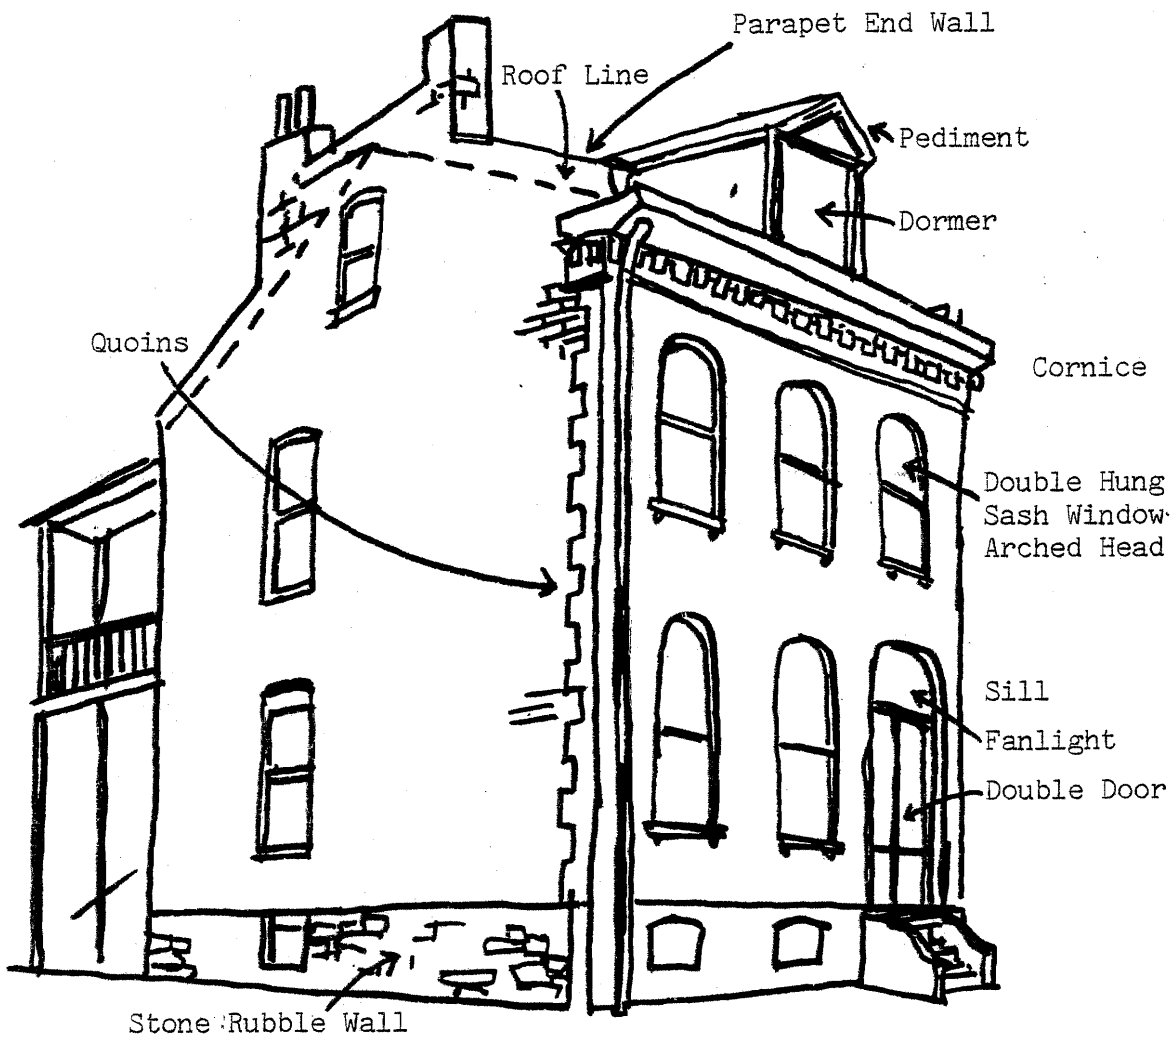 Parapet End Wall
Roof Line
Pediment
Dormer
Quoins
Cornice
Double Hung
Sash Window
Arched Head
Sill
Fanlight
Double Door
Stone Rubble Wall